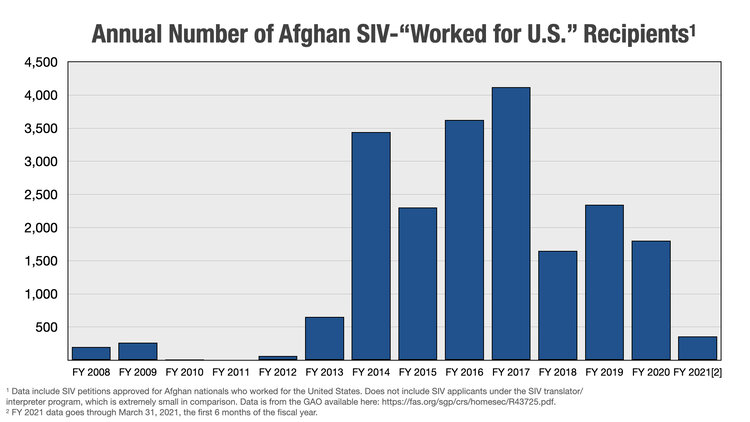 Annual Number of Afghan SIV-“Worked for U.S.” Recipients¹
4,500
4,000
3,500
3,000
2,500
2,000
1,500
1,000
500
FY 2008 FY 2009 FY 2010 FY 2011 FY 2012 FY 2013 FY 2014 FY 2015 FY 2016 FY 2017 FY 2018 FY 2019 FY 2020 FY 2021[2]
¹ Data include SIV petitions approved for Afghan nationals who worked for the United States. Does not include SIV applicants under the SIV translator/
interpreter program, which is extremely small in comparison. Data is from the GAO available here: https://fas.org/sgp/crs/homesec/R43725.pdf.
² FY 2021 data goes through March 31, 2021, the first 6 months of the fiscal year.